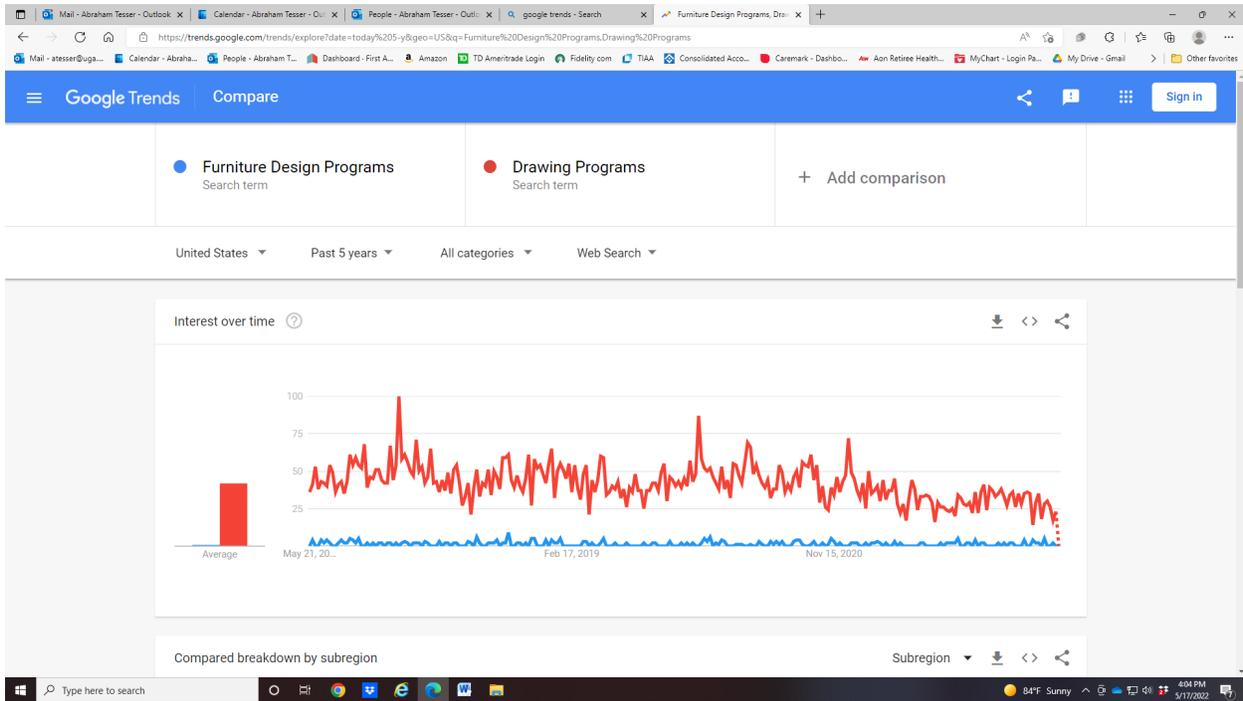 Mail - Abraham Tesser - Outlook
Calendar - Abraham Tesser - Ou
People - Abraham Tesser - Outlo
google trends - Search
Furniture Design Programs, Dra
https://trends.google.com/trends/explore?date=today%205-y&geo=US&q=Furniture%20Design%20Programs,Drawing%20Programs
Mail - atesser@uga....
Calendar - Abraha...
People - Abraham T...
Dashboard - First A...
Amazon
TD Ameritrade Login
Fidelity com
TIAA
Consolidated Acco...
Caremark - Dashbo...
Aon Retiree Health...
MyChart - Login Pa...
My Drive - Gmail
Other favorites
Google Trends
Compare
Sign in
Furniture Design Programs
Search term
Drawing Programs
Search term
+ Add comparison
United States
Past 5 years
All categories
Web Search
Interest over time
100
75
50
25
Average
May 21, 20...
Feb 17, 2019
Nov 15, 2020
Compared breakdown by subregion
Subregion
Type here to search
84°F Sunny
4:04 PM
5/17/2022